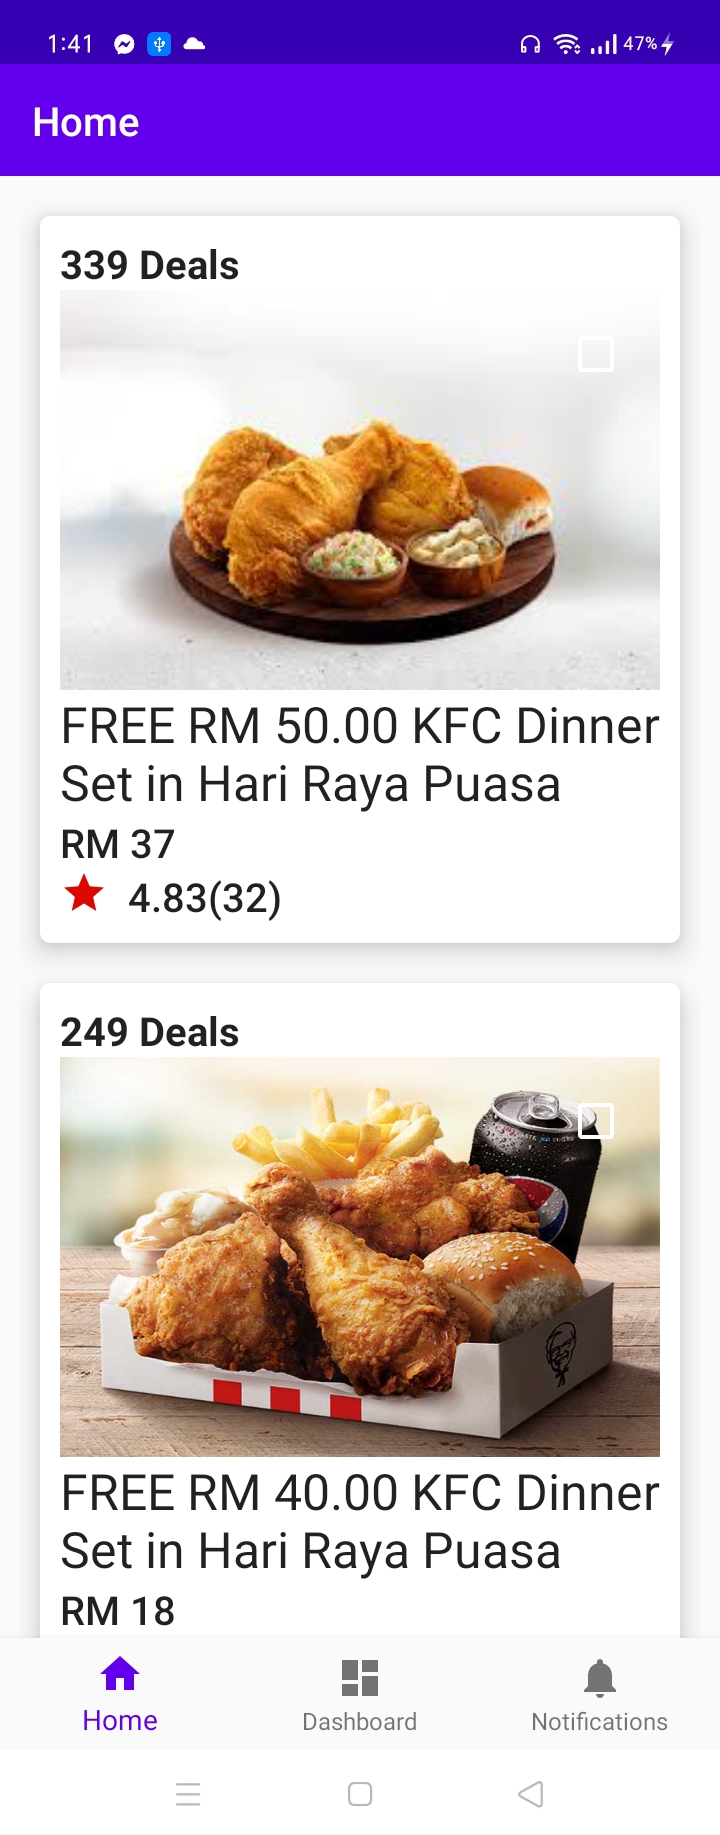 1:41
47%
Home
339 Deals
FREE RM 50.00 KFC Dinner
Set in Hari Raya Puasa
RM 37
4.83(32)
249 Deals
FREE RM 40.00 KFC Dinner
Set in Hari Raya Puasa
RM 18
Home
Dashboard
Notifications